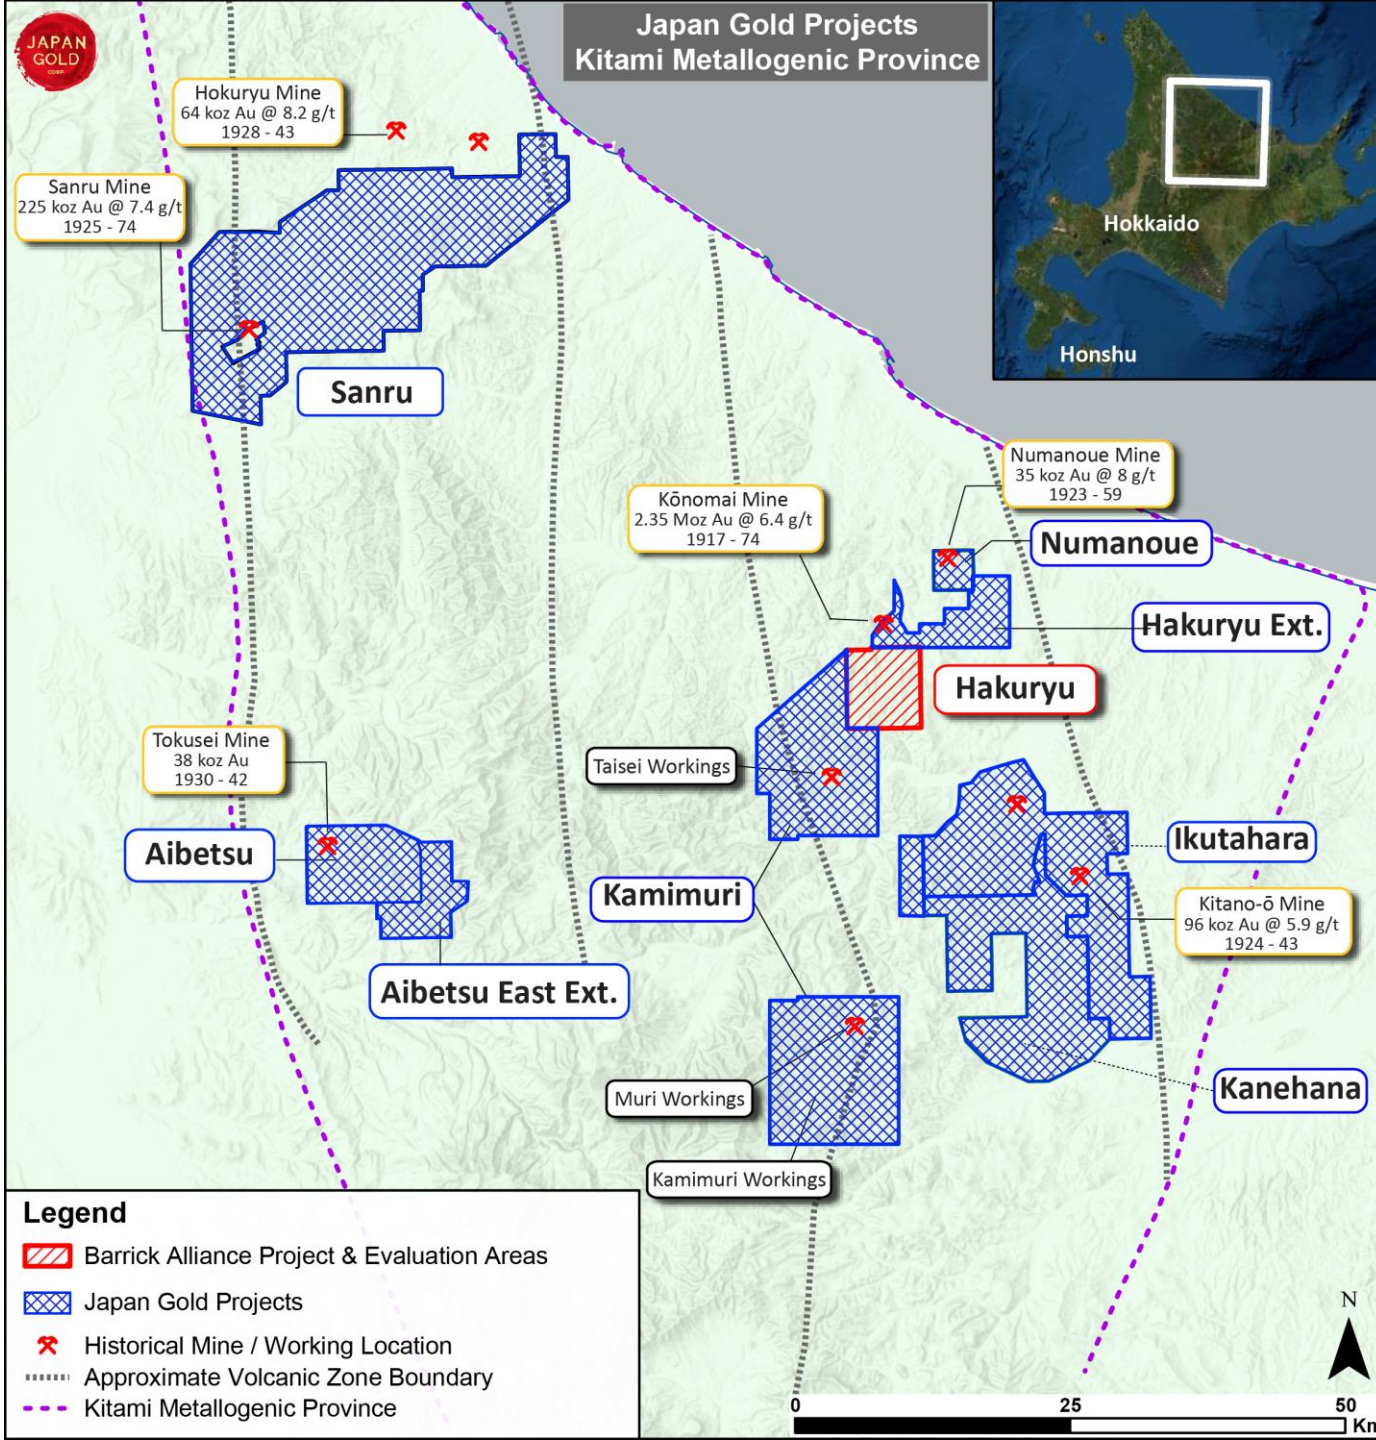 JAPAN
GOLD
CORP.
Japan Gold Projects
Kitami Metallogenic Province
Hokkaido
Honshu
Hokuryu Mine
64 koz Au @ 8.2 g/t
1928 - 43
Sanru Mine
225 koz Au @ 7.4 g/t
1925 - 74
Sanru
Numanoue Mine
35 koz Au @ 8 g/t
1923 - 59
Kōnomai Mine
2.35 Moz Au @ 6.4 g/t
1917 - 74
Numanoue
Hakuryu Ext.
Hakuryu
Tokusei Mine
38 koz Au
1930 - 42
Taisei Workings
Aibetsu
Ikutahara
Kamimuri
Kitano-ō Mine
96 koz Au @ 5.9 g/t
1924 - 43
Aibetsu East Ext.
Muri Workings
Kanehana
Kamimuri Workings
Legend
Barrick Alliance Project & Evaluation Areas
Japan Gold Projects
Historical Mine / Working Location
Approximate Volcanic Zone Boundary
Kitami Metallogenic Province
N
0 25 50
Km